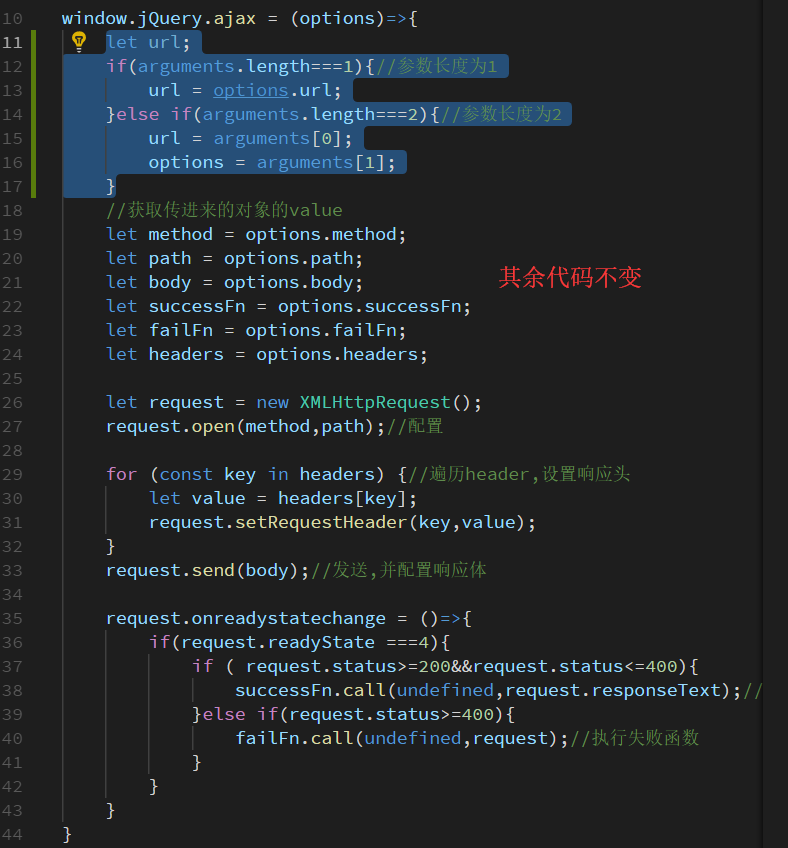 10 window.jQuery.ajax = (options)=>{
11 let url;
12 if(arguments.length===1){//参数长度为1
13 url = options.url;
14 }else if(arguments.length===2){//参数长度为2
15 url = arguments[0];
16 options = arguments[1];
17 }
18 //获取传进来的对象的value
19 let method = options.method;
20 let path = options.path;
21 let body = options.body;
其余代码不变
22 let successFn = options.successFn;
23 let failFn = options.failFn;
24 let headers = options.headers;
25
26 let request = new XMLHttpRequest();
27 request.open(method,path);//配置
28
29 for (const key in headers) {//遍历header,设置响应头
30 let value = headers[key];
31 request.setRequestHeader(key,value);
32 }
33 request.send(body);//发送,并配置响应体
34
35 request.onreadystatechange = ()=>{
36 if(request.readyState ===4){
37 if ( request.status>=200&&request.status<=400){
38 successFn.call(undefined,request.responseText);//
39 }else if(request.status>=400){
40 failFn.call(undefined,request);//执行失败函数
41 }
42 }
43 }
44 }